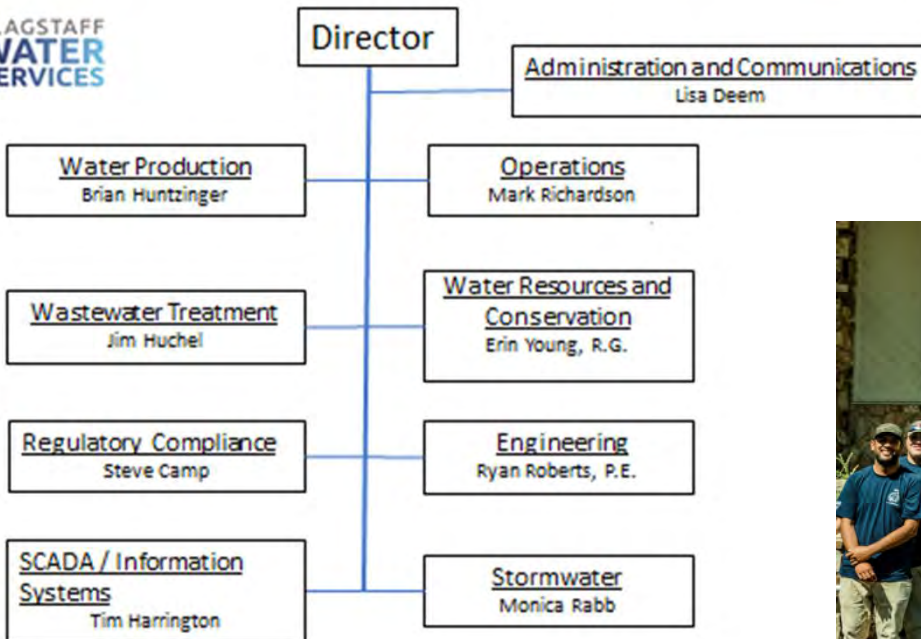 LAGSTAFF
WATER
ERVICES
Director
Administration and Communications
Lisa Deem
Water Production
Brian Huntzinger
Operations
Mark Richardson
Wastewater Treatment
Jim Huchel
Water Resources and
Conservation
Erin Young, R.G.
Regulatory Compliance
Steve Camp
Engineering
Ryan Roberts, P.E.
SCADA / Information
Systems
Tim Harrington
Stormwater
Monica Rabb